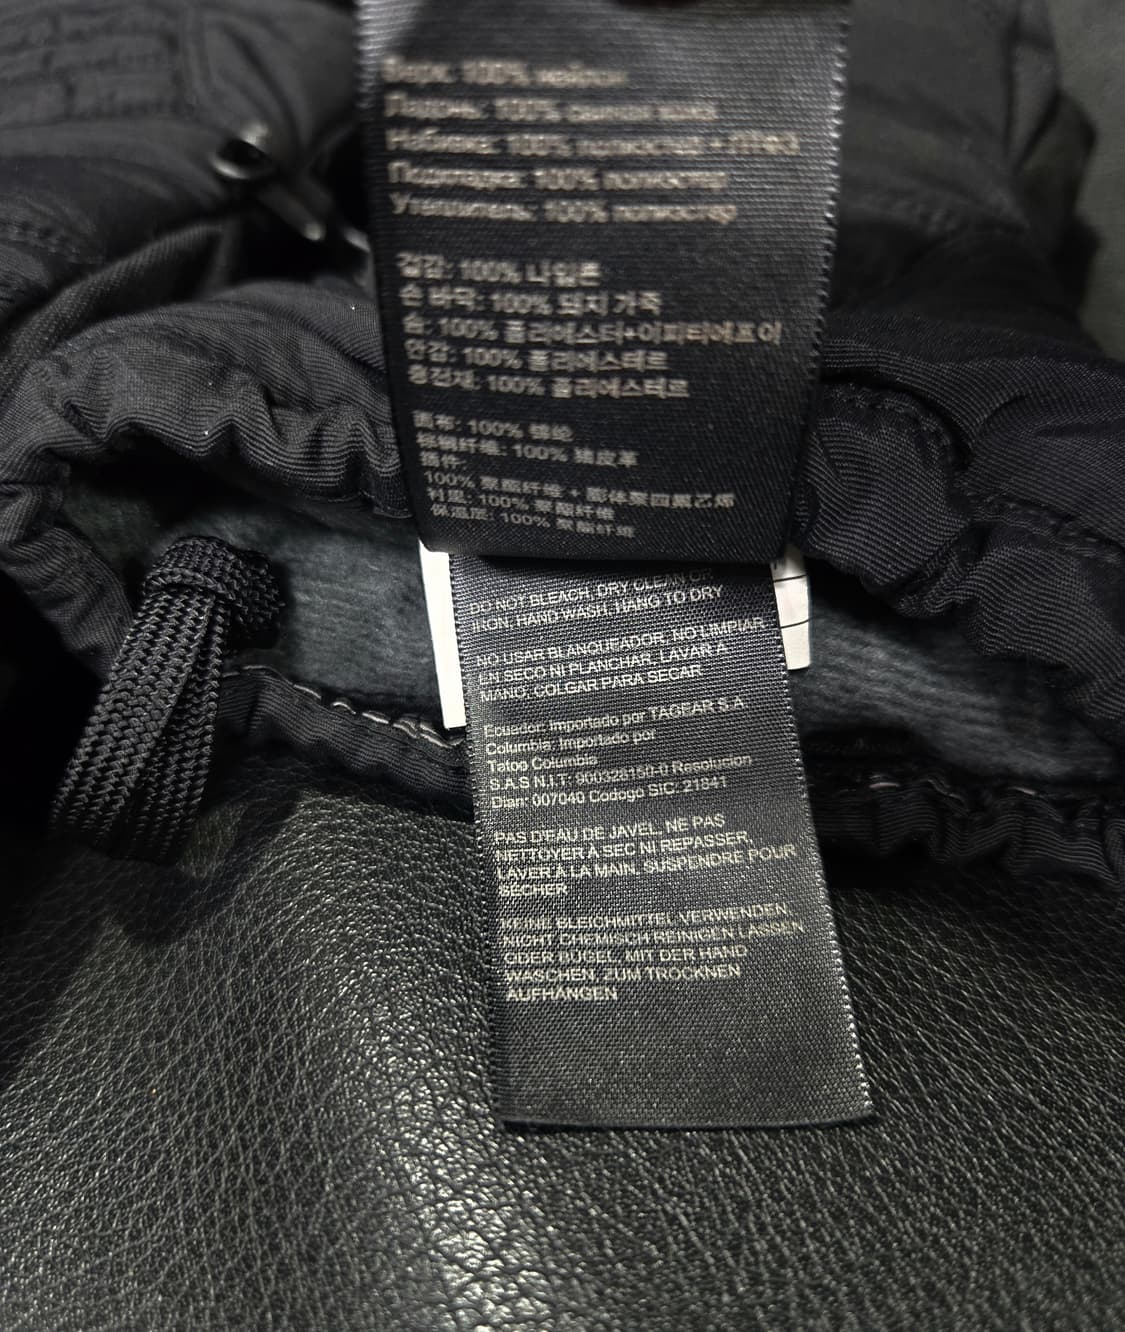 Верх: 100% нейлон
Ладонь: 100% свиная кожа
Набивка: 100% полиэстер +
Подкладка: 100% полиэстер
Утеплитель: 100% полиэстер
겉감: 100% 나일론
손 바닥: 100% 돼지 가죽
솜: 100% 폴리에스터+이피티에프이
안감: 100% 폴리에스테르
충전재: 100% 폴리에스테르
面布: 100% 锦纶
100% 猪皮革
插件:
100% 聚酯纤维 + 膨体聚四氟乙烯
衬里: 100% 聚酯纤维
保温层: 100% 聚酯纤维
DO NOT BLEACH, DRY CLEAN OR
IRON, HAND WASH, HANG TO DRY
NO USAR BLANQUEADOR, NO LIMPIAR
EN SECO NI PLANCHAR, LAVAR A
MANO, COLGAR PARA SECAR
Ecuador: Importado por TAGEAR S.A
Columbia: Importado por
Tatoo Columbia
S.A.S N.I.T: 900328150-0 Resolucion
Dian: 007040 Codogo SIC: 21841
PAS D'EAU DE JAVEL, NE PAS
NETTOYER À SEC NI REPASSER,
LAVER À LA MAIN, SUSPENDRE POUR
SÉCHER
KEINE BLEICHMITTEL VERWENDEN,
NICHT CHEMISCH REINIGEN LASSEN
ODER BÜGEL, MIT DER HAND
WASCHEN, ZUM TROCKNEN
AUFHÄNGEN